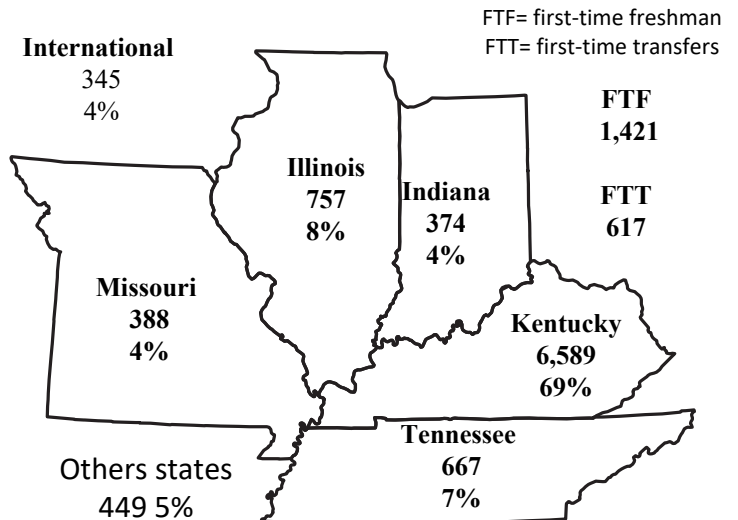 FTF= first-time freshman
FTT= first-time transfers
International
345
4%
FTF
1,421
Illinois
757
8%
Indiana
374
4%
FTT
617
Missouri
388
4%
Kentucky
6,589
69%
Tennessee
667
7%
Others states
449 5%